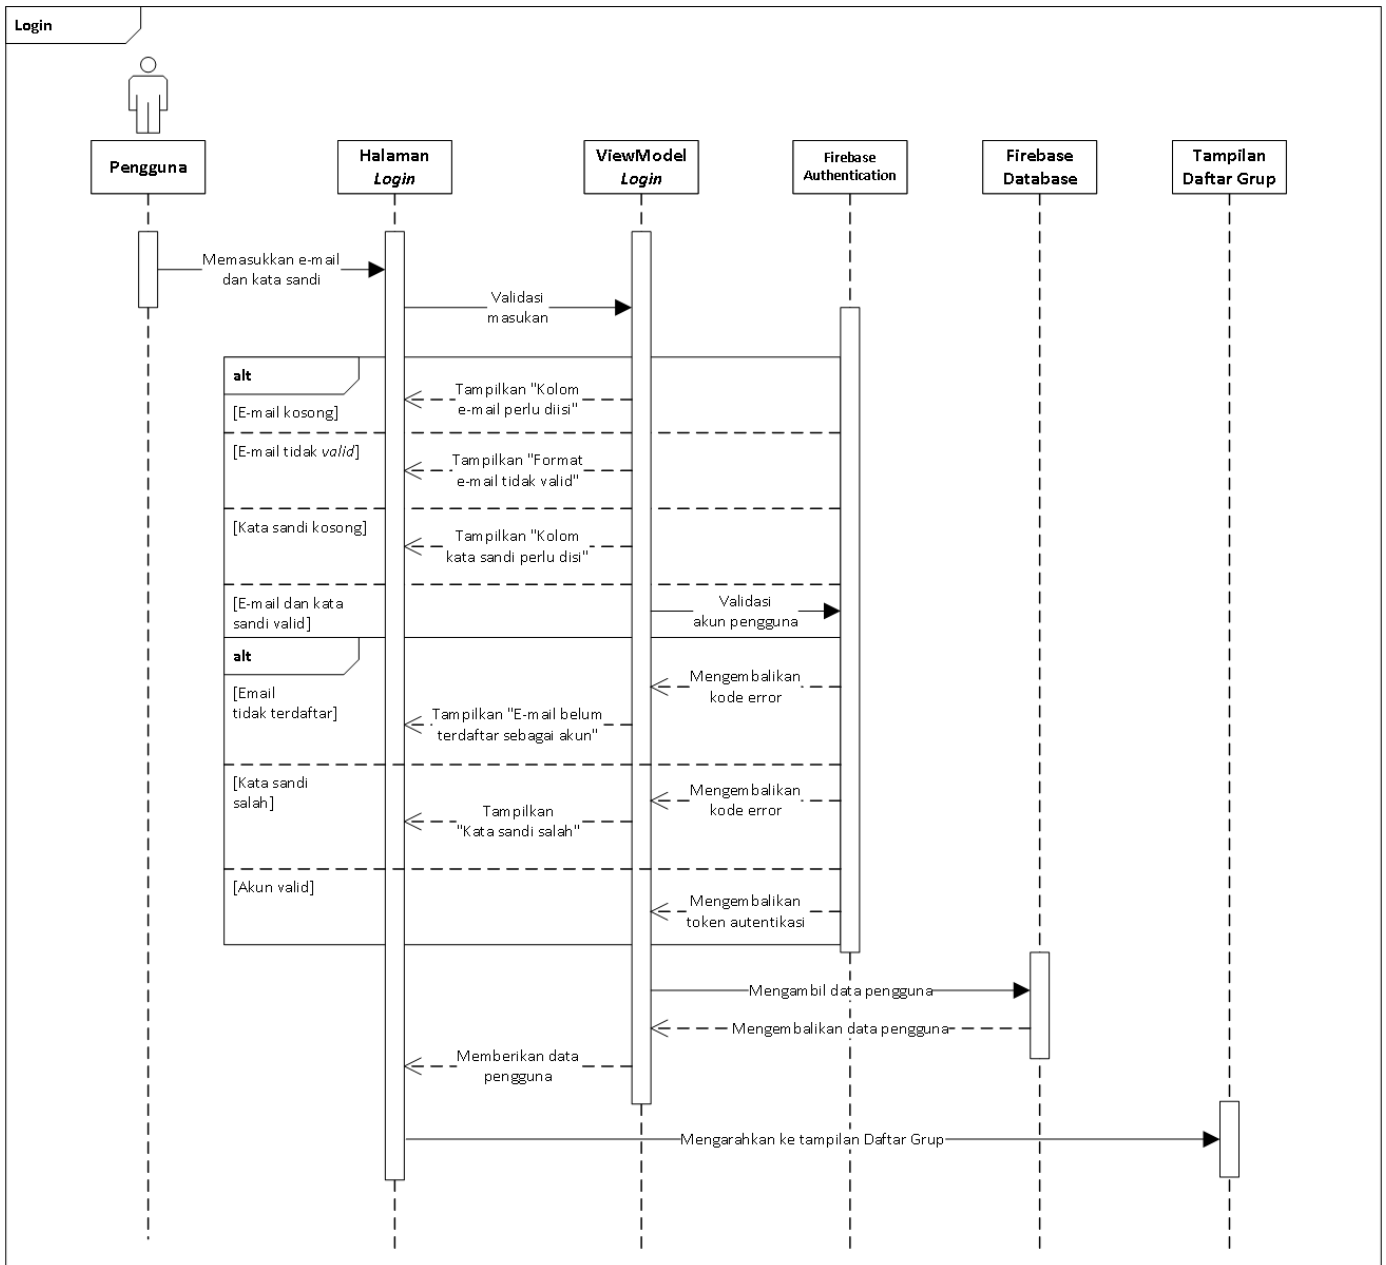 Login
Pengguna
Halaman
Login
ViewModel
Login
Firebase
Authentication
Firebase
Database
Tampilan
Daftar Grup
Memasukkan e-mail
dan kata sandi
Validasi
masukan
alt
[E-mail kosong]
Tampilkan "Kolom
e-mail perlu diisi"
[E-mail tidak valid]
Tampilkan "Format
e-mail tidak valid"
[Kata sandi kosong]
Tampilkan "Kolom
kata sandi perlu disi"
[E-mail dan kata
sandi valid]
Validasi
akun pengguna
alt
[Email
tidak terdaftar]
Mengembalikan
kode error
Tampilkan "E-mail belum
terdaftar sebagai akun"
[Kata sandi
salah]
Mengembalikan
kode error
Tampilkan
"Kata sandi salah"
[Akun valid]
Mengembalikan
token autentikasi
Mengambil data pengguna
Mengembalikan data pengguna
Memberikan data
pengguna
Mengarahkan ke tampilan Daftar Grup